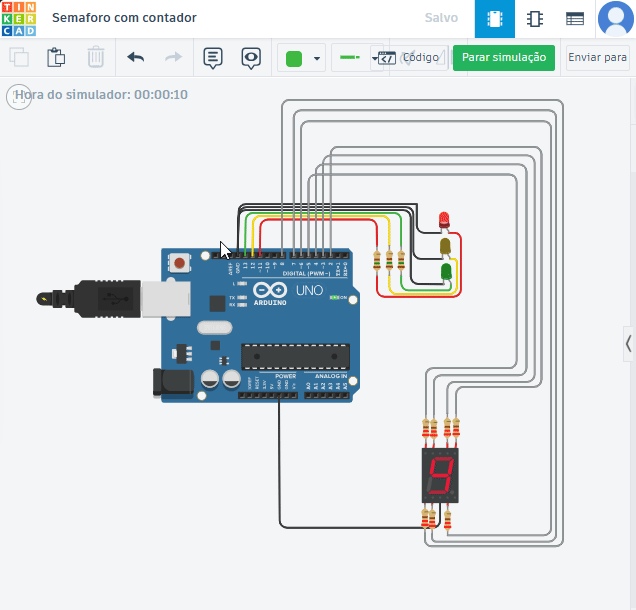 TIN
KER
CAD
Semaforo com contador
Salvo
Código
Parar simulação
Enviar para
Hora do simulador: 00:00:10
AREF
GND
13
12
~11
~10
~9
8
7
~6
~5
4
~3
2
TX→1
RX←0
DIGITAL (PWM~)
L
TX
RX
UNO
ARDUINO
ON
POWER
ANALOG IN
IOREF
RESET
3.3V
5V
GND
GND
VIN
A0
A1
A2
A3
A4
A5
9